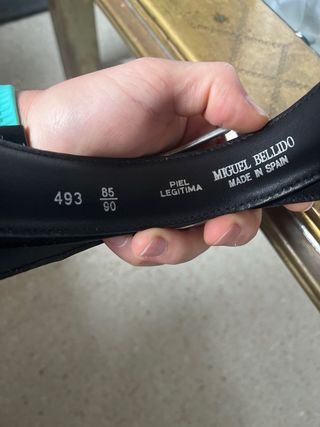 493
85
90
PIEL
LEGITIMA
MIGUEL BELLIDO
MADE IN SPAIN